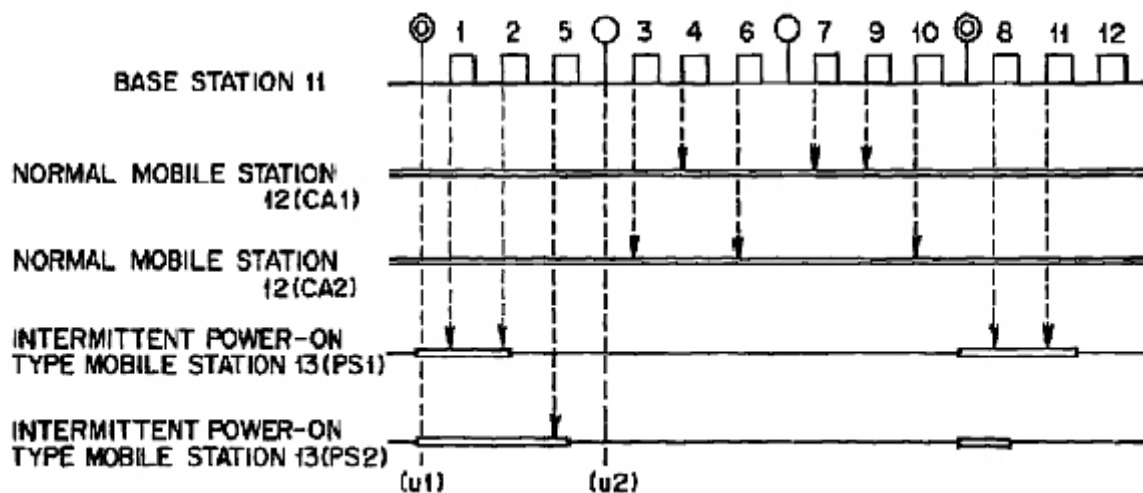 1 2 5 3 4 6 7 9 10 8 11 12
BASE STATION 11
NORMAL MOBILE STATION
12(CA1)
NORMAL MOBILE STATION
12(CA2)
INTERMITTENT POWER-ON
TYPE MOBILE STATION 13(PS1)
INTERMITTENT POWER-ON
TYPE MOBILE STATION 13(PS2)
(u1) (u2)